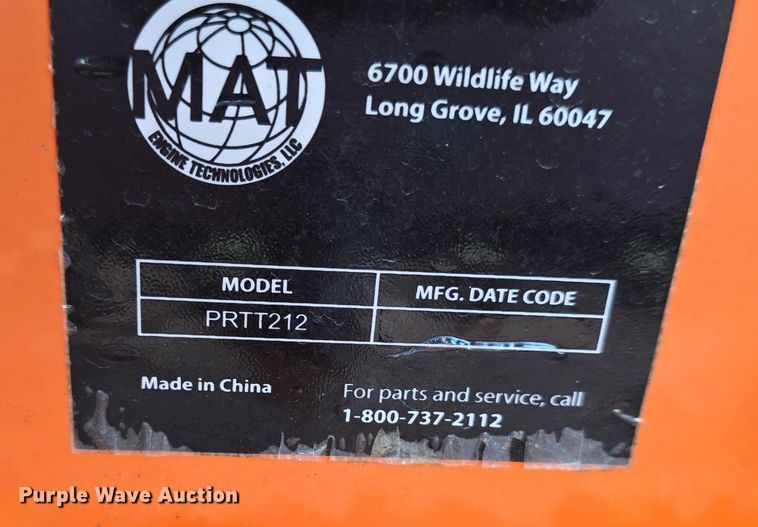 MAT
ENGINE TECHNOLOGIES, LLC
6700 Wildlife Way
Long Grove, IL 60047
MODEL
MFG. DATE CODE
PRTT212
Made in China
For parts and service, call
1-800-737-2112
Purple Wave Auction